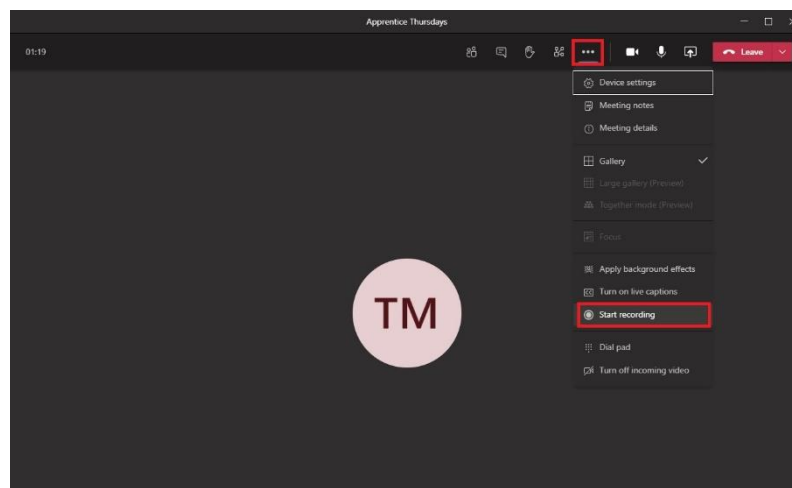 Apprentice Thursdays
01:19
Leave
Device settings
Meeting notes
Meeting details
Gallery
Large gallery (Preview)
Together mode (Preview)
Focus
Apply background effects
Turn on live captions
Start recording
Dial pad
Turn off incoming video
TM